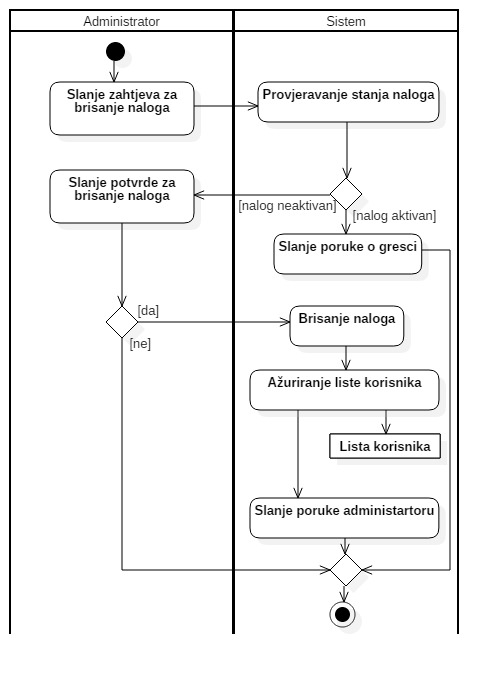 Administrator
Sistem
Slanje zahtjeva za
brisanje naloga
Provjeravanje stanja naloga
Slanje potvrde za
brisanje naloga
[nalog neaktivan]
[nalog aktivan]
Slanje poruke o gresci
[da]
[ne]
Brisanje naloga
Ažuriranje liste korisnika
Lista korisnika
Slanje poruke administartoru